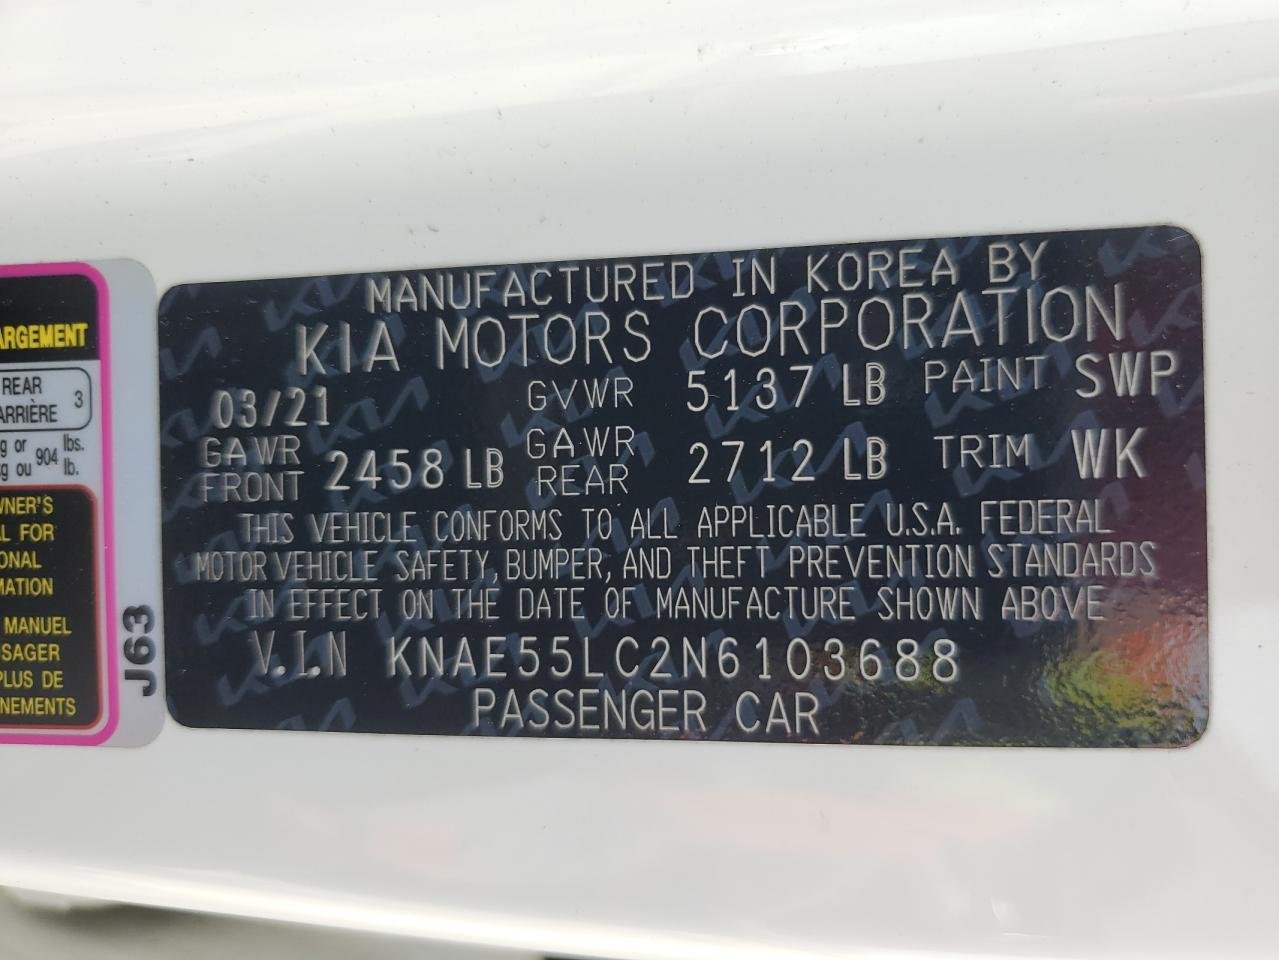 ARGEMENT
REAR
ARRIÈRE 3
g or 904 lbs.
kg ou lb.
WNER'S
L FOR
ONAL
MATION
MANUEL
SAGER
PLUS DE
NEMENTS
J63
MANUFACTURED IN KOREA BY
KIA MOTORS CORPORATION
03/21 GVWR 5137 LB PAINT SWP
GAWR FRONT 2458 LB GAWR REAR 2712 LB TRIM WK
THIS VEHICLE CONFORMS TO ALL APPLICABLE U.S.A. FEDERAL
MOTOR VEHICLE SAFETY, BUMPER, AND THEFT PREVENTION STANDARDS
IN EFFECT ON THE DATE OF MANUFACTURE SHOWN ABOVE
V.I.N KNAE55LC2N6103688
PASSENGER CAR